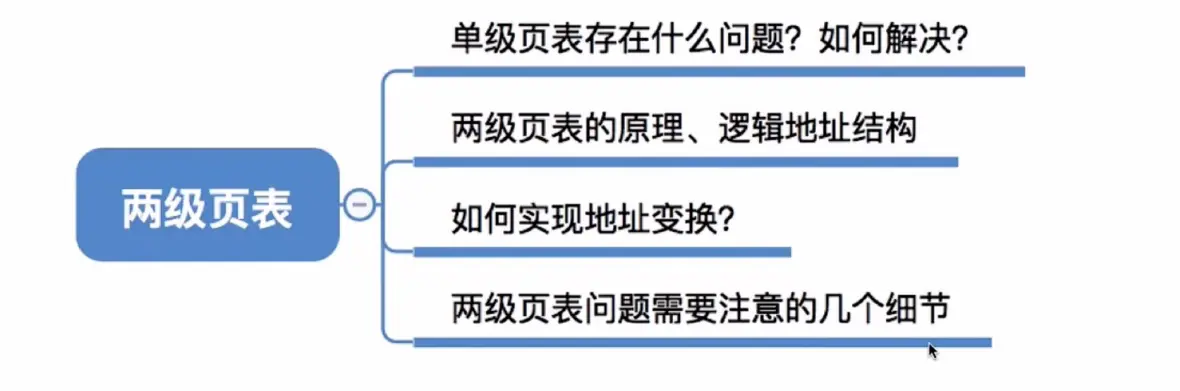 单级页表存在什么问题？如何解决？
两级页表的原理、逻辑地址结构
两级页表
如何实现地址变换？
两级页表问题需要注意的几个细节